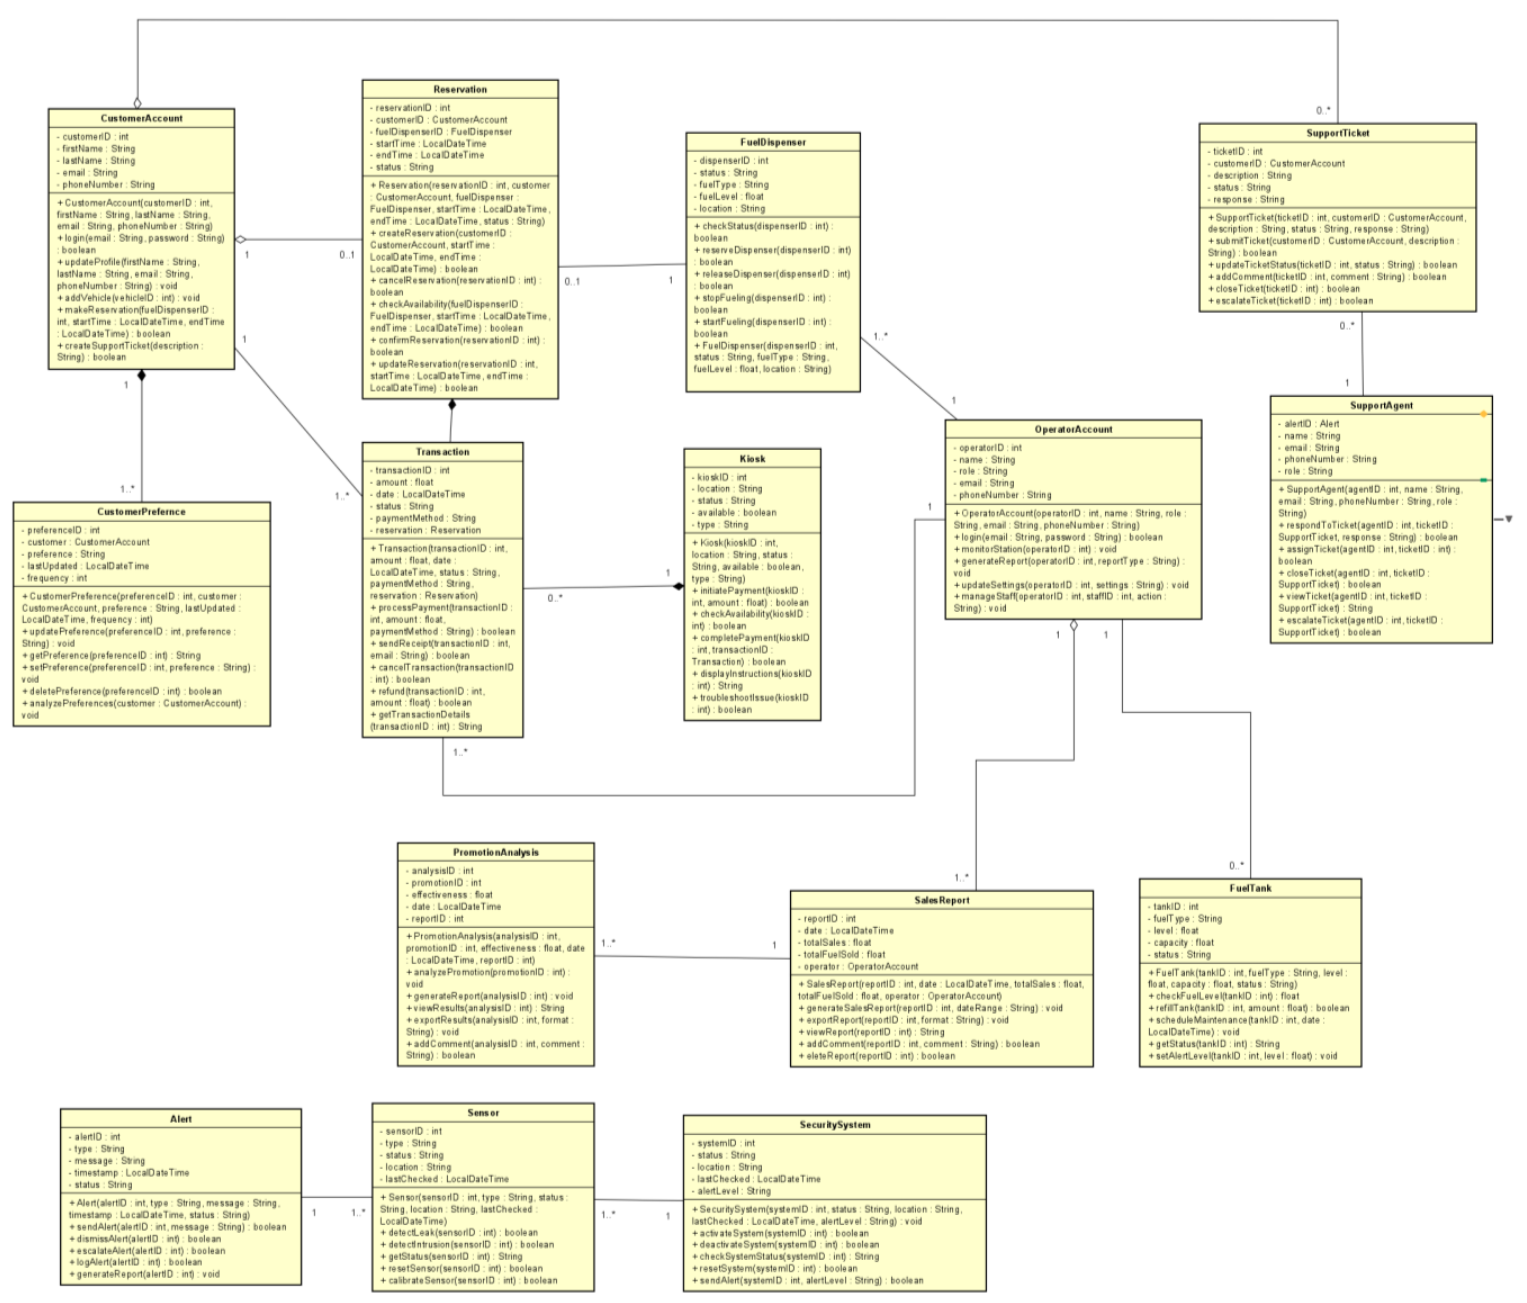 0..*
CustomerAccount
- customerID : int
- firstName : String
- lastName : String
- email : String
- phoneNumber : String
+ CustomerAccount(customerID : int,
firstName : String, lastName : String,
email : String, phoneNumber : String)
+ login(email : String, password : String)
: boolean
+ updateProfile(firstName : String,
lastName : String, email : String,
phoneNumber : String) : void
+ addVehicle(vehicleID : int) : void
+ makeReservation(fuelDispenserID :
int, startTime : LocalDateTime, endTime
: LocalDateTime) : boolean
+ createSupportTicket(description :
String) : boolean
1
0..1
1
1..*
1
1..*
Reservation
- reservationID : int
- customerID : CustomerAccount
- fuelDispenserID : FuelDispenser
- startTime : LocalDateTime
- endTime : LocalDateTime
- status : String
+ Reservation(reservationID : int, customer
: CustomerAccount, fuelDispenser :
FuelDispenser, startTime : LocalDateTime,
endTime : LocalDateTime, status : String)
+ createReservation(customerID :
CustomerAccount, startTime :
LocalDateTime, endTime :
LocalDateTime) : boolean
+ cancelReservation(reservationID : int) :
boolean
+ checkAvailability(fuelDispenserID :
FuelDispenser, startTime : LocalDateTime,
endTime : LocalDateTime) : boolean
+ confirmReservation(reservationID : int) :
boolean
+ updateReservation(reservationID : int,
startTime : LocalDateTime, endTime :
LocalDateTime) : boolean
0..1
1
FuelDispenser
- dispenserID : int
- status : String
- fuelType : String
- fuelLevel : float
- location : String
+ checkStatus(dispenserID : int) :
boolean
+ reserveDispenser(dispenserID : int)
: boolean
+ releaseDispenser(dispenserID : int)
: boolean
+ stopFueling(dispenserID : int) :
boolean
+ startFueling(dispenserID : int) :
boolean
+ FuelDispenser(dispenserID : int,
status : String, fuelType : String,
fuelLevel : float, location : String)
1..*
1
SupportTicket
- ticketID : int
- customerID : CustomerAccount
- description : String
- status : String
- response : String
+ SupportTicket(ticketID : int, customerID : CustomerAccount,
description : String, status : String, response : String)
+ submitTicket(customerID : CustomerAccount, description :
String) : boolean
+ updateTicketStatus(ticketID : int, status : String) : boolean
+ addComment(ticketID : int, comment : String) : boolean
+ closeTicket(ticketID : int) : boolean
+ escalateTicket(ticketID : int) : boolean
0..*
1
SupportAgent
- alertID : Alert
- name : String
- email : String
- phoneNumber : String
- role : String
+ SupportAgent(agentID : int, name : String,
email : String, phoneNumber : String, role :
String)
+ respondToTicket(agentID : int, ticketID :
SupportTicket, response : String) : boolean
+ assignTicket(agentID : int, ticketID : int) :
boolean
+ closeTicket(agentID : int, ticketID :
SupportTicket) : boolean
+ viewTicket(agentID : int, ticketID :
SupportTicket) : String
+ escalateTicket(agentID : int, ticketID :
SupportTicket) : boolean
OperatorAccount
- operatorID : int
- name : String
- role : String
- email : String
- phoneNumber : String
+ OperatorAccount(operatorID : int, name : String, role :
String, email : String, phoneNumber : String)
+ login(email : String, password : String) : boolean
+ monitorStation(operatorID : int) : void
+ generateReport(operatorID : int, reportType : String) :
void
+ updateSettings(operatorID : int, settings : String) : void
+ manageStaff(operatorID : int, staffID : int, action :
String) : void
1
1
1
CustomerPrefernce
- preferenceID : int
- customer : CustomerAccount
- preference : String
- lastUpdated : LocalDateTime
- frequency : int
+ CustomerPreference(preferenceID : int, customer :
CustomerAccount, preference : String, lastUpdated :
LocalDateTime, frequency : int)
+ updatePreference(preferenceID : int, preference :
String) : void
+ getPreference(preferenceID : int) : String
+ setPreference(preferenceID : int, preference : String) :
void
+ deletePreference(preferenceID : int) : boolean
+ analyzePreferences(customer : CustomerAccount) :
void
Transaction
- transactionID : int
- amount : float
- date : LocalDateTime
- status : String
- paymentMethod : String
- reservation : Reservation
+ Transaction(transactionID : int,
amount : float, date :
LocalDateTime, status : String,
paymentMethod : String,
reservation : Reservation)
+ processPayment(transactionID :
int, amount : float,
paymentMethod : String) : boolean
+ sendReceipt(transactionID : int,
email : String) : boolean
+ cancelTransaction(transactionID
: int) : boolean
+ refund(transactionID : int,
amount : float) : boolean
+ getTransactionDetails
(transactionID : int) : String
0..*
1
1..*
Kiosk
- kioskID : int
- location : String
- status : String
- available : boolean
- type : String
+ Kiosk(kioskID : int,
location : String, status :
String, available : boolean,
type : String)
+ initiatePayment(kioskID :
int, amount : float) : boolean
+ checkAvailability(kioskID :
int) : boolean
+ completePayment(kioskID
: int, transactionID :
Transaction) : boolean
+ displayInstructions(kioskID
: int) : String
+ troubleshootIssue(kioskID
: int) : boolean
PromotionAnalysis
- analysisID : int
- promotionID : int
- effectiveness : float
- date : LocalDateTime
- reportID : int
+ PromotionAnalysis(analysisID : int,
promotionID : int, effectiveness : float, date
: LocalDateTime, reportID : int)
+ analyzePromotion(promotionID : int) :
void
+ generateReport(analysisID : int) : void
+ viewResults(analysisID : int) : String
+ exportResults(analysisID : int, format :
String) : void
+ addComment(analysisID : int, comment :
String) : boolean
1..*
1
1..*
SalesReport
- reportID : int
- date : LocalDateTime
- totalSales : float
- totalFuelSold : float
- operator : OperatorAccount
+ SalesReport(reportID : int, date : LocalDateTime, totalSales : float,
totalFuelSold : float, operator : OperatorAccount)
+ generateSalesReport(reportID : int, dateRange : String) : void
+ exportReport(reportID : int, format : String) : void
+ viewReport(reportID : int) : String
+ addComment(reportID : int, comment : String) : boolean
+ eleteReport(reportID : int) : boolean
0..*
FuelTank
- tankID : int
- fuelType : String
- level : float
- capacity : float
- status : String
+ FuelTank(tankID : int, fuelType : String, level :
float, capacity : float, status : String)
+ checkFuelLevel(tankID : int) : float
+ refillTank(tankID : int, amount : float) : boolean
+ scheduleMaintenance(tankID : int, date :
LocalDateTime) : void
+ getStatus(tankID : int) : String
+ setAlertLevel(tankID : int, level : float) : void
Alert
- alertID : int
- type : String
- message : String
- timestamp : LocalDateTime
- status : String
+ Alert(alertID : int, type : String, message : String,
timestamp : LocalDateTime, status : String)
+ sendAlert(alertID : int, message : String) : boolean
+ dismissAlert(alertID : int) : boolean
+ escalateAlert(alertID : int) : boolean
+ logAlert(alertID : int) : boolean
+ generateReport(alertID : int) : void
1
1..*
Sensor
- sensorID : int
- type : String
- status : String
- location : String
- lastChecked : LocalDateTime
+ Sensor(sensorID : int, type : String, status :
String, location : String, lastChecked :
LocalDateTime)
+ detectLeak(sensorID : int) : boolean
+ detectIntrusion(sensorID : int) : boolean
+ getStatus(sensorID : int) : String
+ resetSensor(sensorID : int) : boolean
+ calibrateSensor(sensorID : int) : boolean
1..*
1
SecuritySystem
- systemID : int
- status : String
- location : String
- lastChecked : LocalDateTime
- alertLevel : String
+ SecuritySystem(systemID : int, status : String, location : String,
lastChecked : LocalDateTime, alertLevel : String) : void
+ activateSystem(systemID : int) : boolean
+ deactivateSystem(systemID : int) : boolean
+ checkSystemStatus(systemID : int) : String
+ resetSystem(systemID : int) : boolean
+ sendAlert(systemID : int, alertLevel : String) : boolean